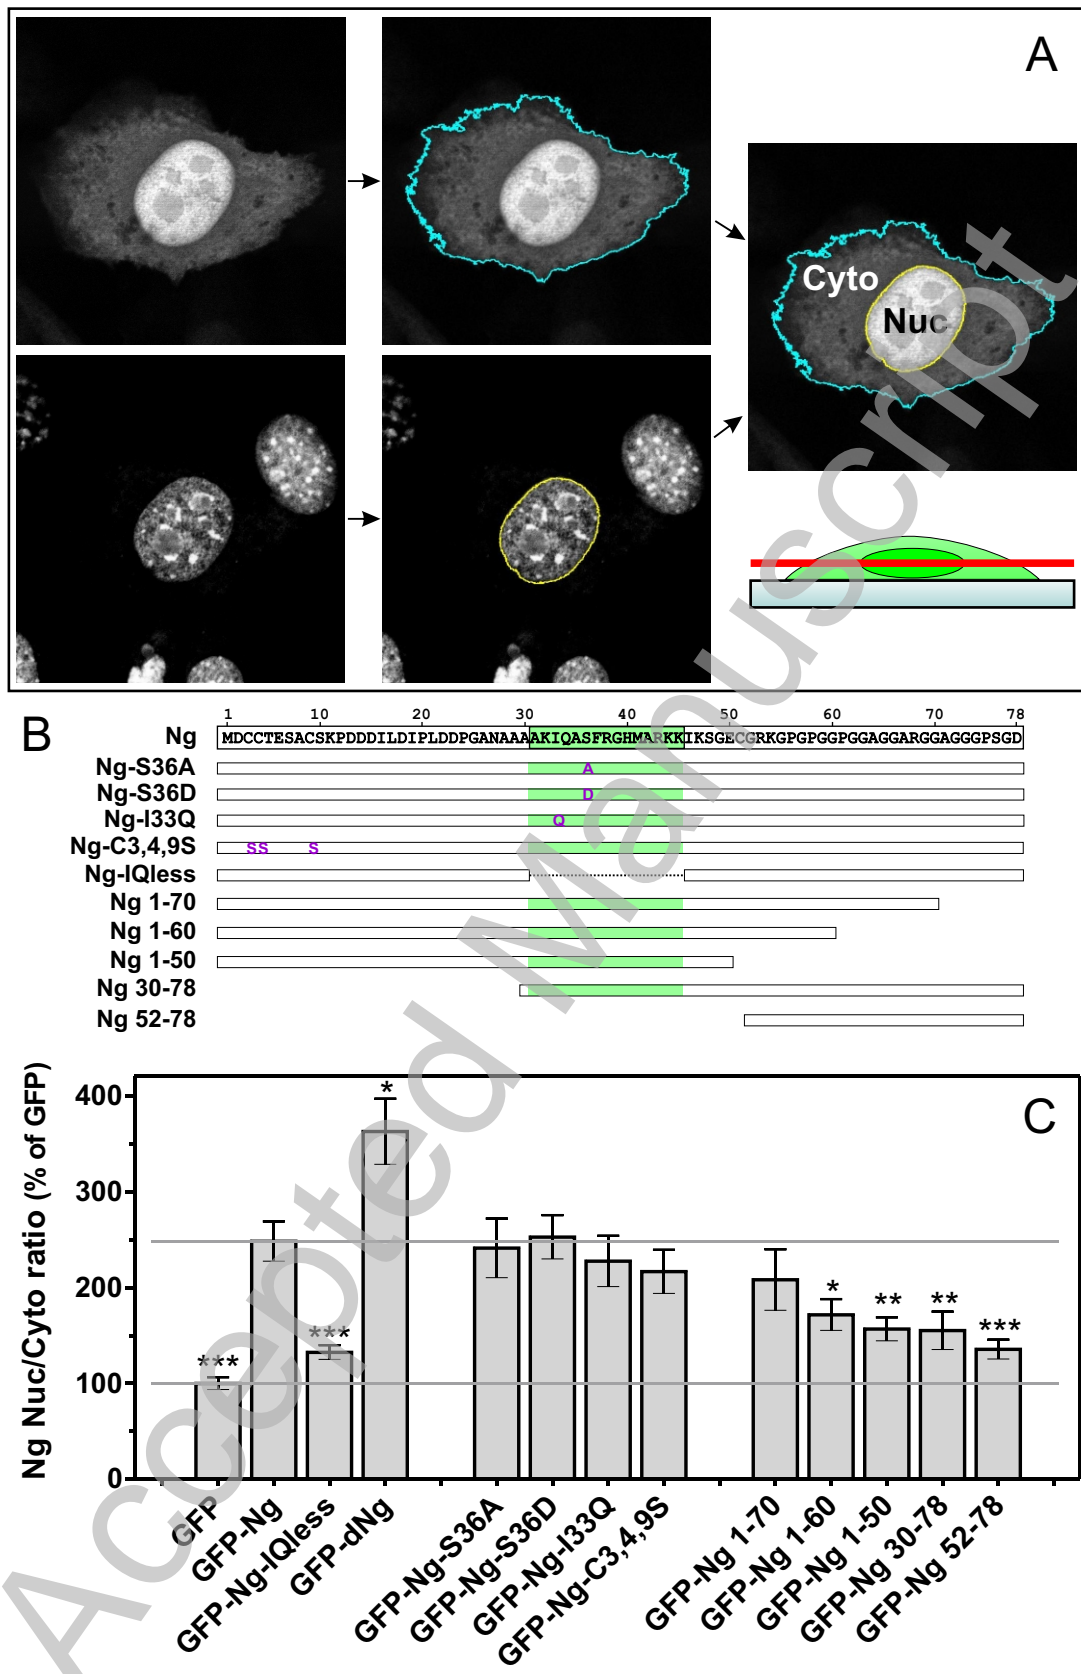 A
Cyto
Nuc
B
1 10 20 30 40 50 60 70 78
Ng MDCCTESACSKPDDDILDIPLDDPGANAAAAKIQASFRGHMARKKIKSGECGRKGPGPGGPGGAGGARGGAGGGPSGD
Ng-S36A A
Ng-S36D D
Ng-I33Q Q
Ng-C3,4,9S SS S
Ng-IQless
Ng 1-70
Ng 1-60
Ng 1-50
Ng 30-78
Ng 52-78
C
Ng Nuc/Cyto ratio (% of GFP)
400
300
200
100
0
*** *** * * ** ** ***
GFP
GFP-Ng
GFP-Ng-IQless
GFP-dNg
GFP-Ng-S36A
GFP-Ng-S36D
GFP-Ng-I33Q
GFP-Ng-C3,4,9S
GFP-Ng 1-70
GFP-Ng 1-60
GFP-Ng 1-50
GFP-Ng 30-78
GFP-Ng 52-78
Accepted Manuscript